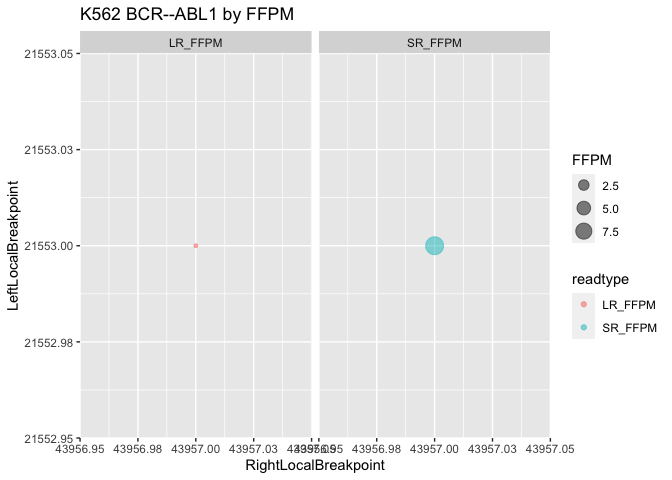 K562 BCR--ABL1 by FFPM
LR_FFPM SR_FFPM
21553.05
21553.03
21553.00
21552.98
21552.95
LeftLocalBreakpoint
43956.95 43956.98 43957.00 43957.03 43956.95 43956.98 43957.00 43957.03 43957.05
RightLocalBreakpoint
FFPM
2.5
5.0
7.5
readtype
LR_FFPM
SR_FFPM